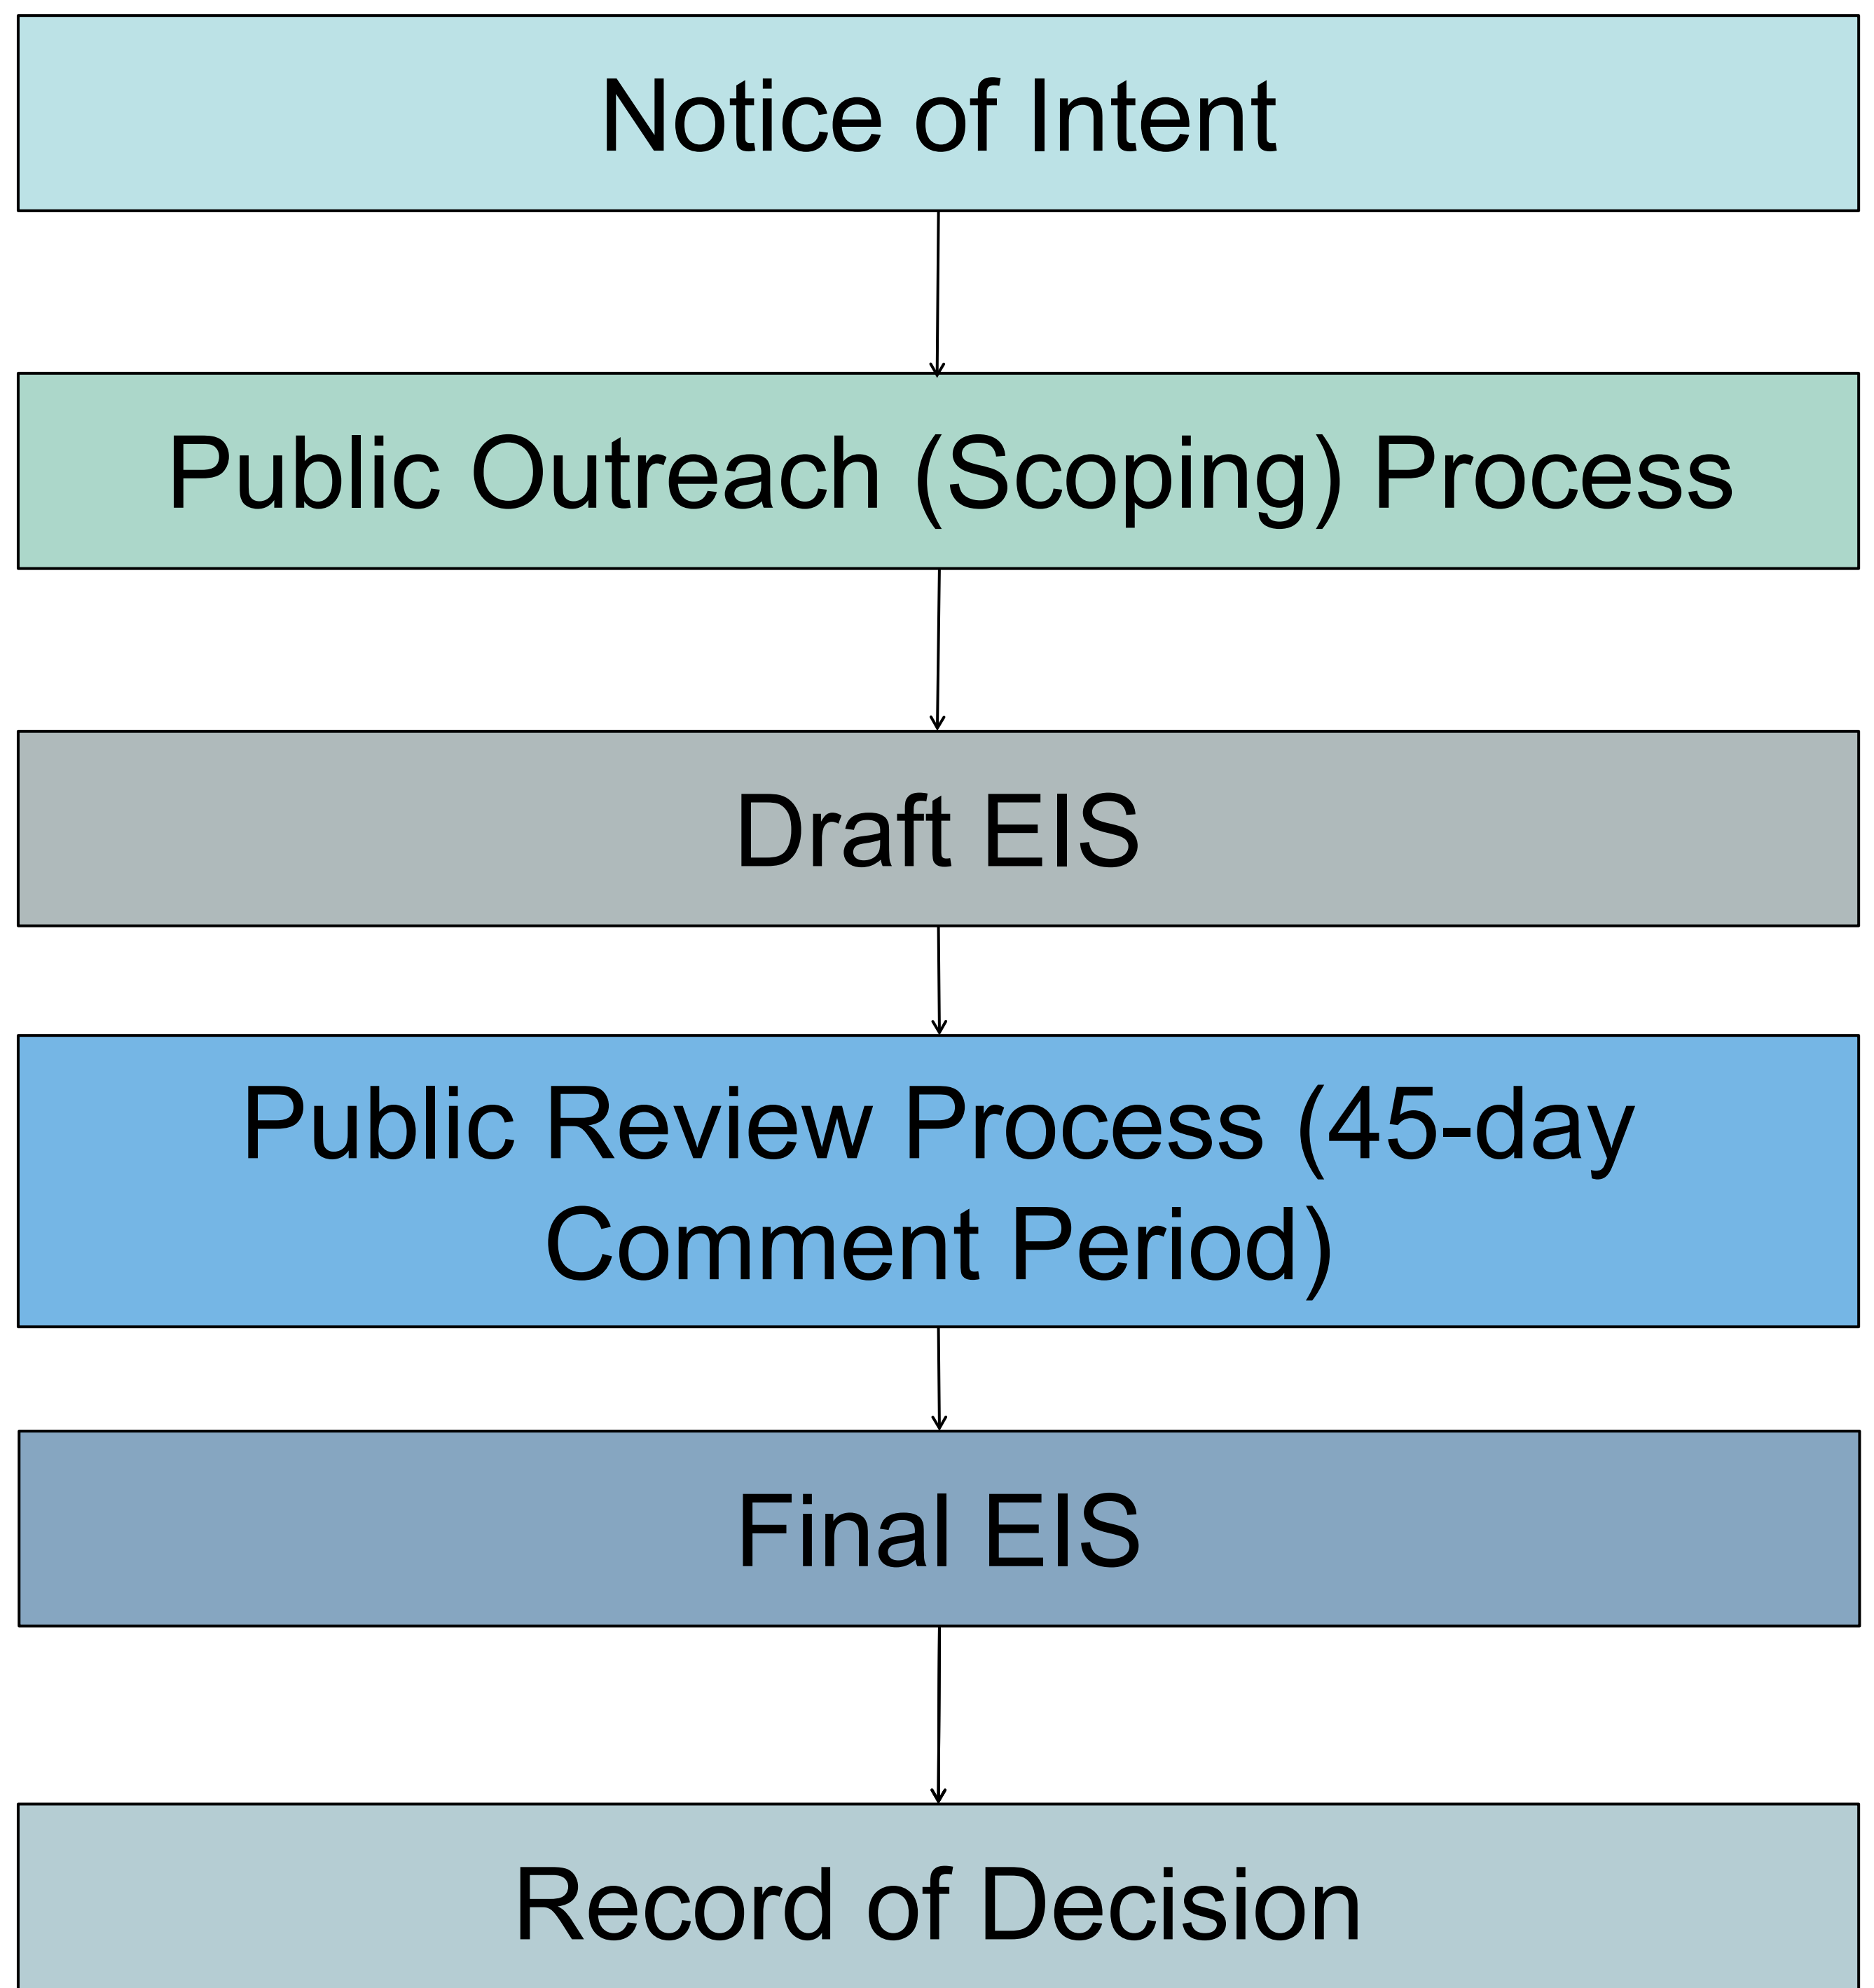 Notice of Intent
Public Outreach (Scoping) Process
Draft EIS
Public Review Process (45-day
Comment Period)
Final EIS
Record of Decision